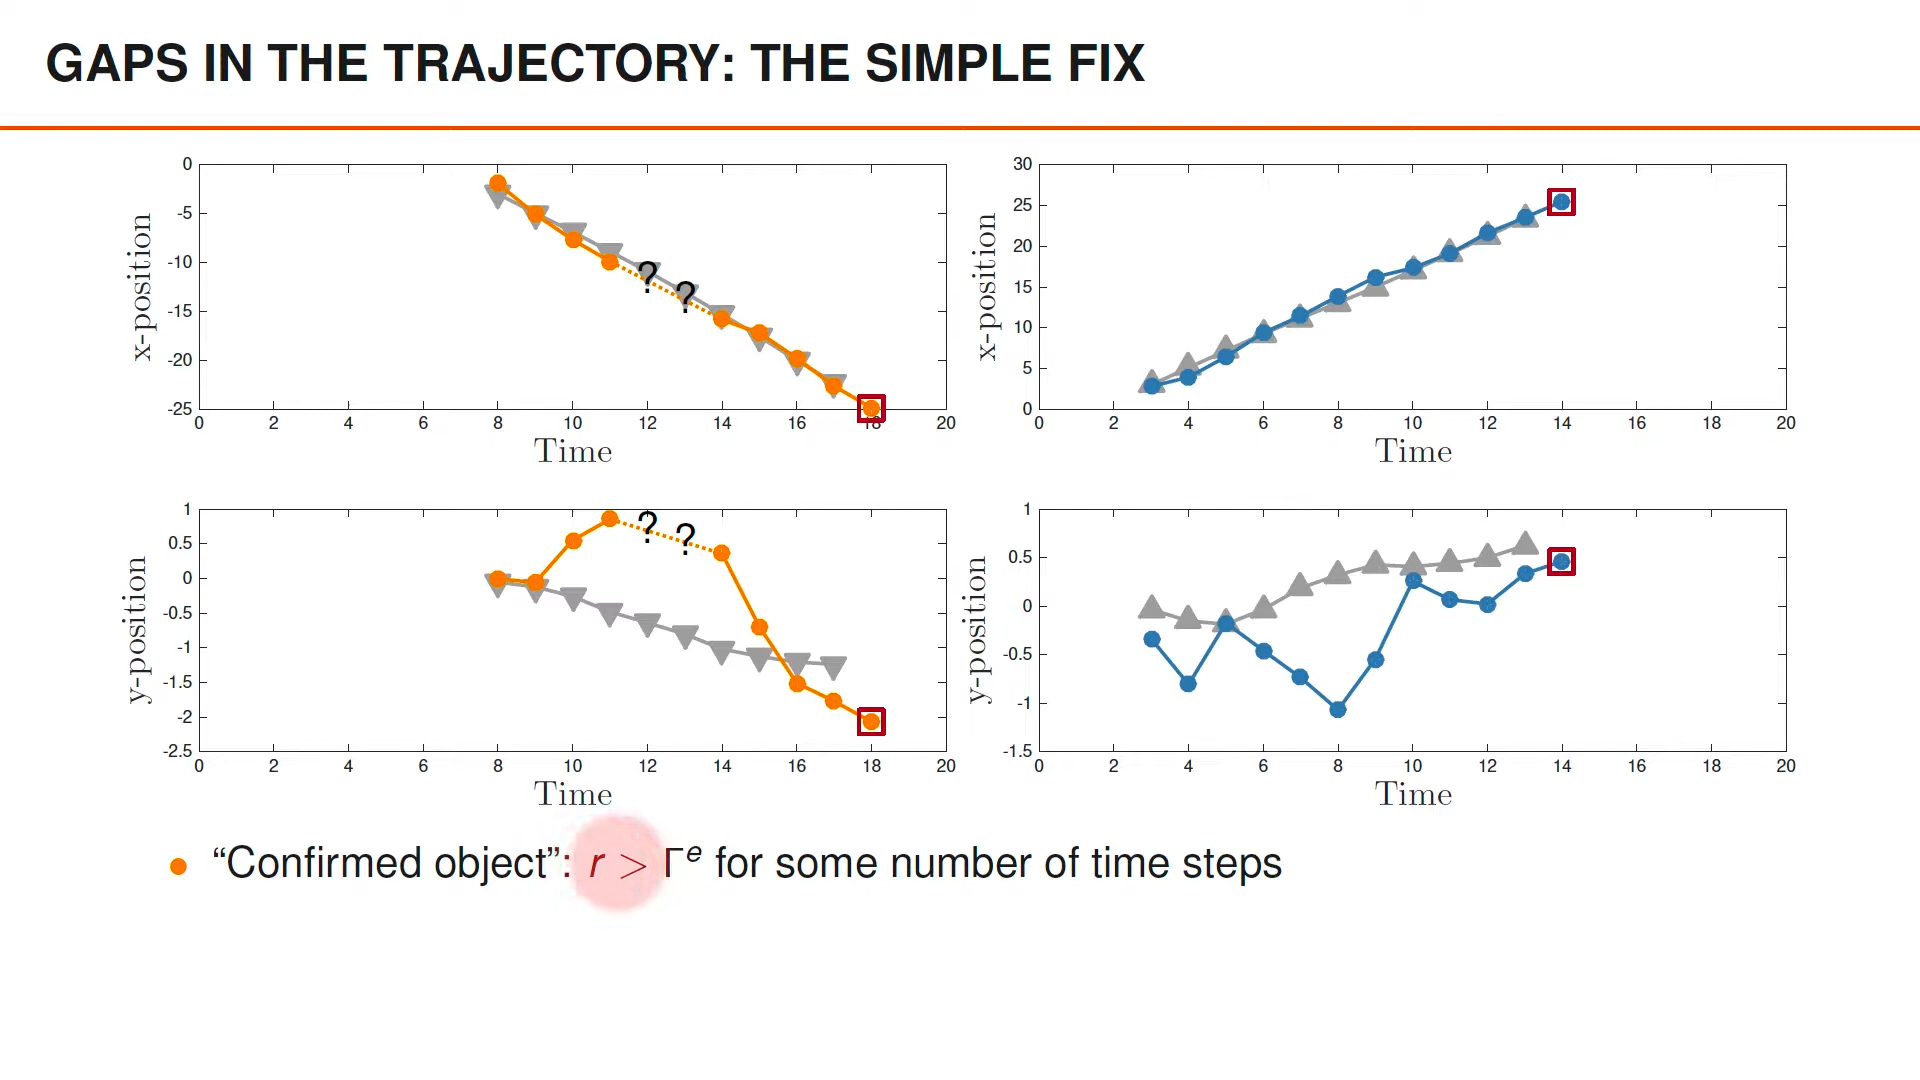 GAPS IN THE TRAJECTORY: THE SIMPLE FIX
0
-5
-10
-15
-20
-25
x-position
? ?
0 2 4 6 8 10 12 14 16 18 20
Time
30
25
20
15
10
5
0
x-position
0 2 4 6 8 10 12 14 16 18 20
Time
1
0.5
0
-0.5
-1
-1.5
-2
-2.5
y-position
? ?
0 2 4 6 8 10 12 14 16 18 20
Time
1
0.5
0
-0.5
-1
-1.5
y-position
0 2 4 6 8 10 12 14 16 18 20
Time
• “Confirmed object”: r > Γᵉ for some number of time steps